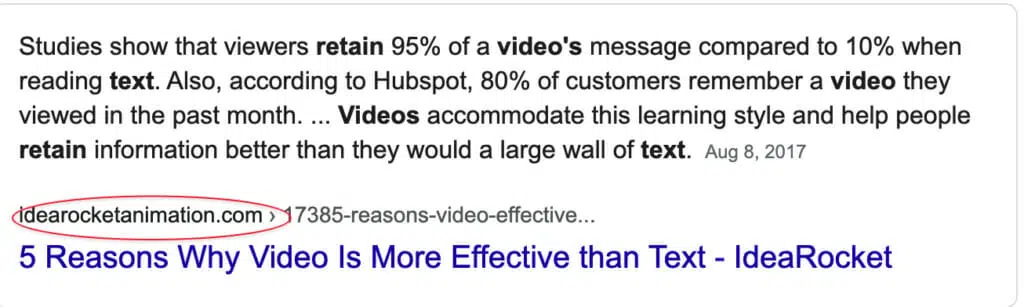 Studies show that viewers retain 95% of a video's message compared to 10% when
reading text. Also, according to Hubspot, 80% of customers remember a video they
viewed in the past month. ... Videos accommodate this learning style and help people
retain information better than they would a large wall of text. Aug 8, 2017
idearocketanimation.com › 17385-reasons-video-effective...
5 Reasons Why Video Is More Effective than Text - IdeaRocket